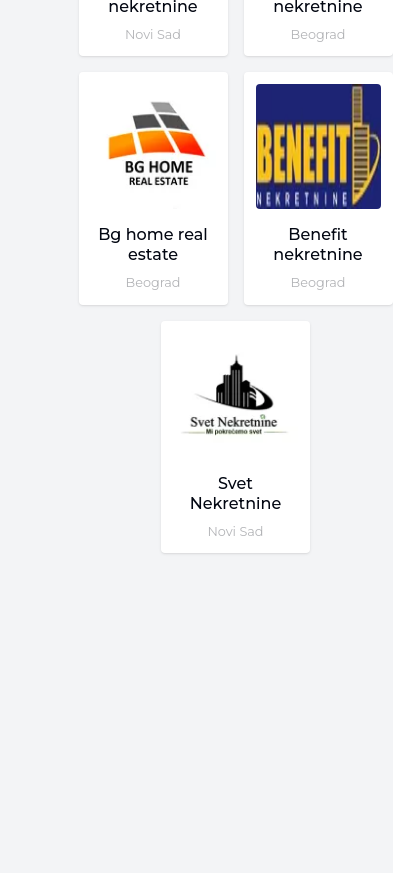 nekretnine
nekretnine
Novi Sad
Beograd
BG HOME
REAL ESTATE
BENEFIT
NEKRETNINE
Bg home real
estate
Benefit
nekretnine
Beograd
Beograd
Svet Nekretnine
Mi pokrećamo svet
Svet
Nekretnine
Novi Sad